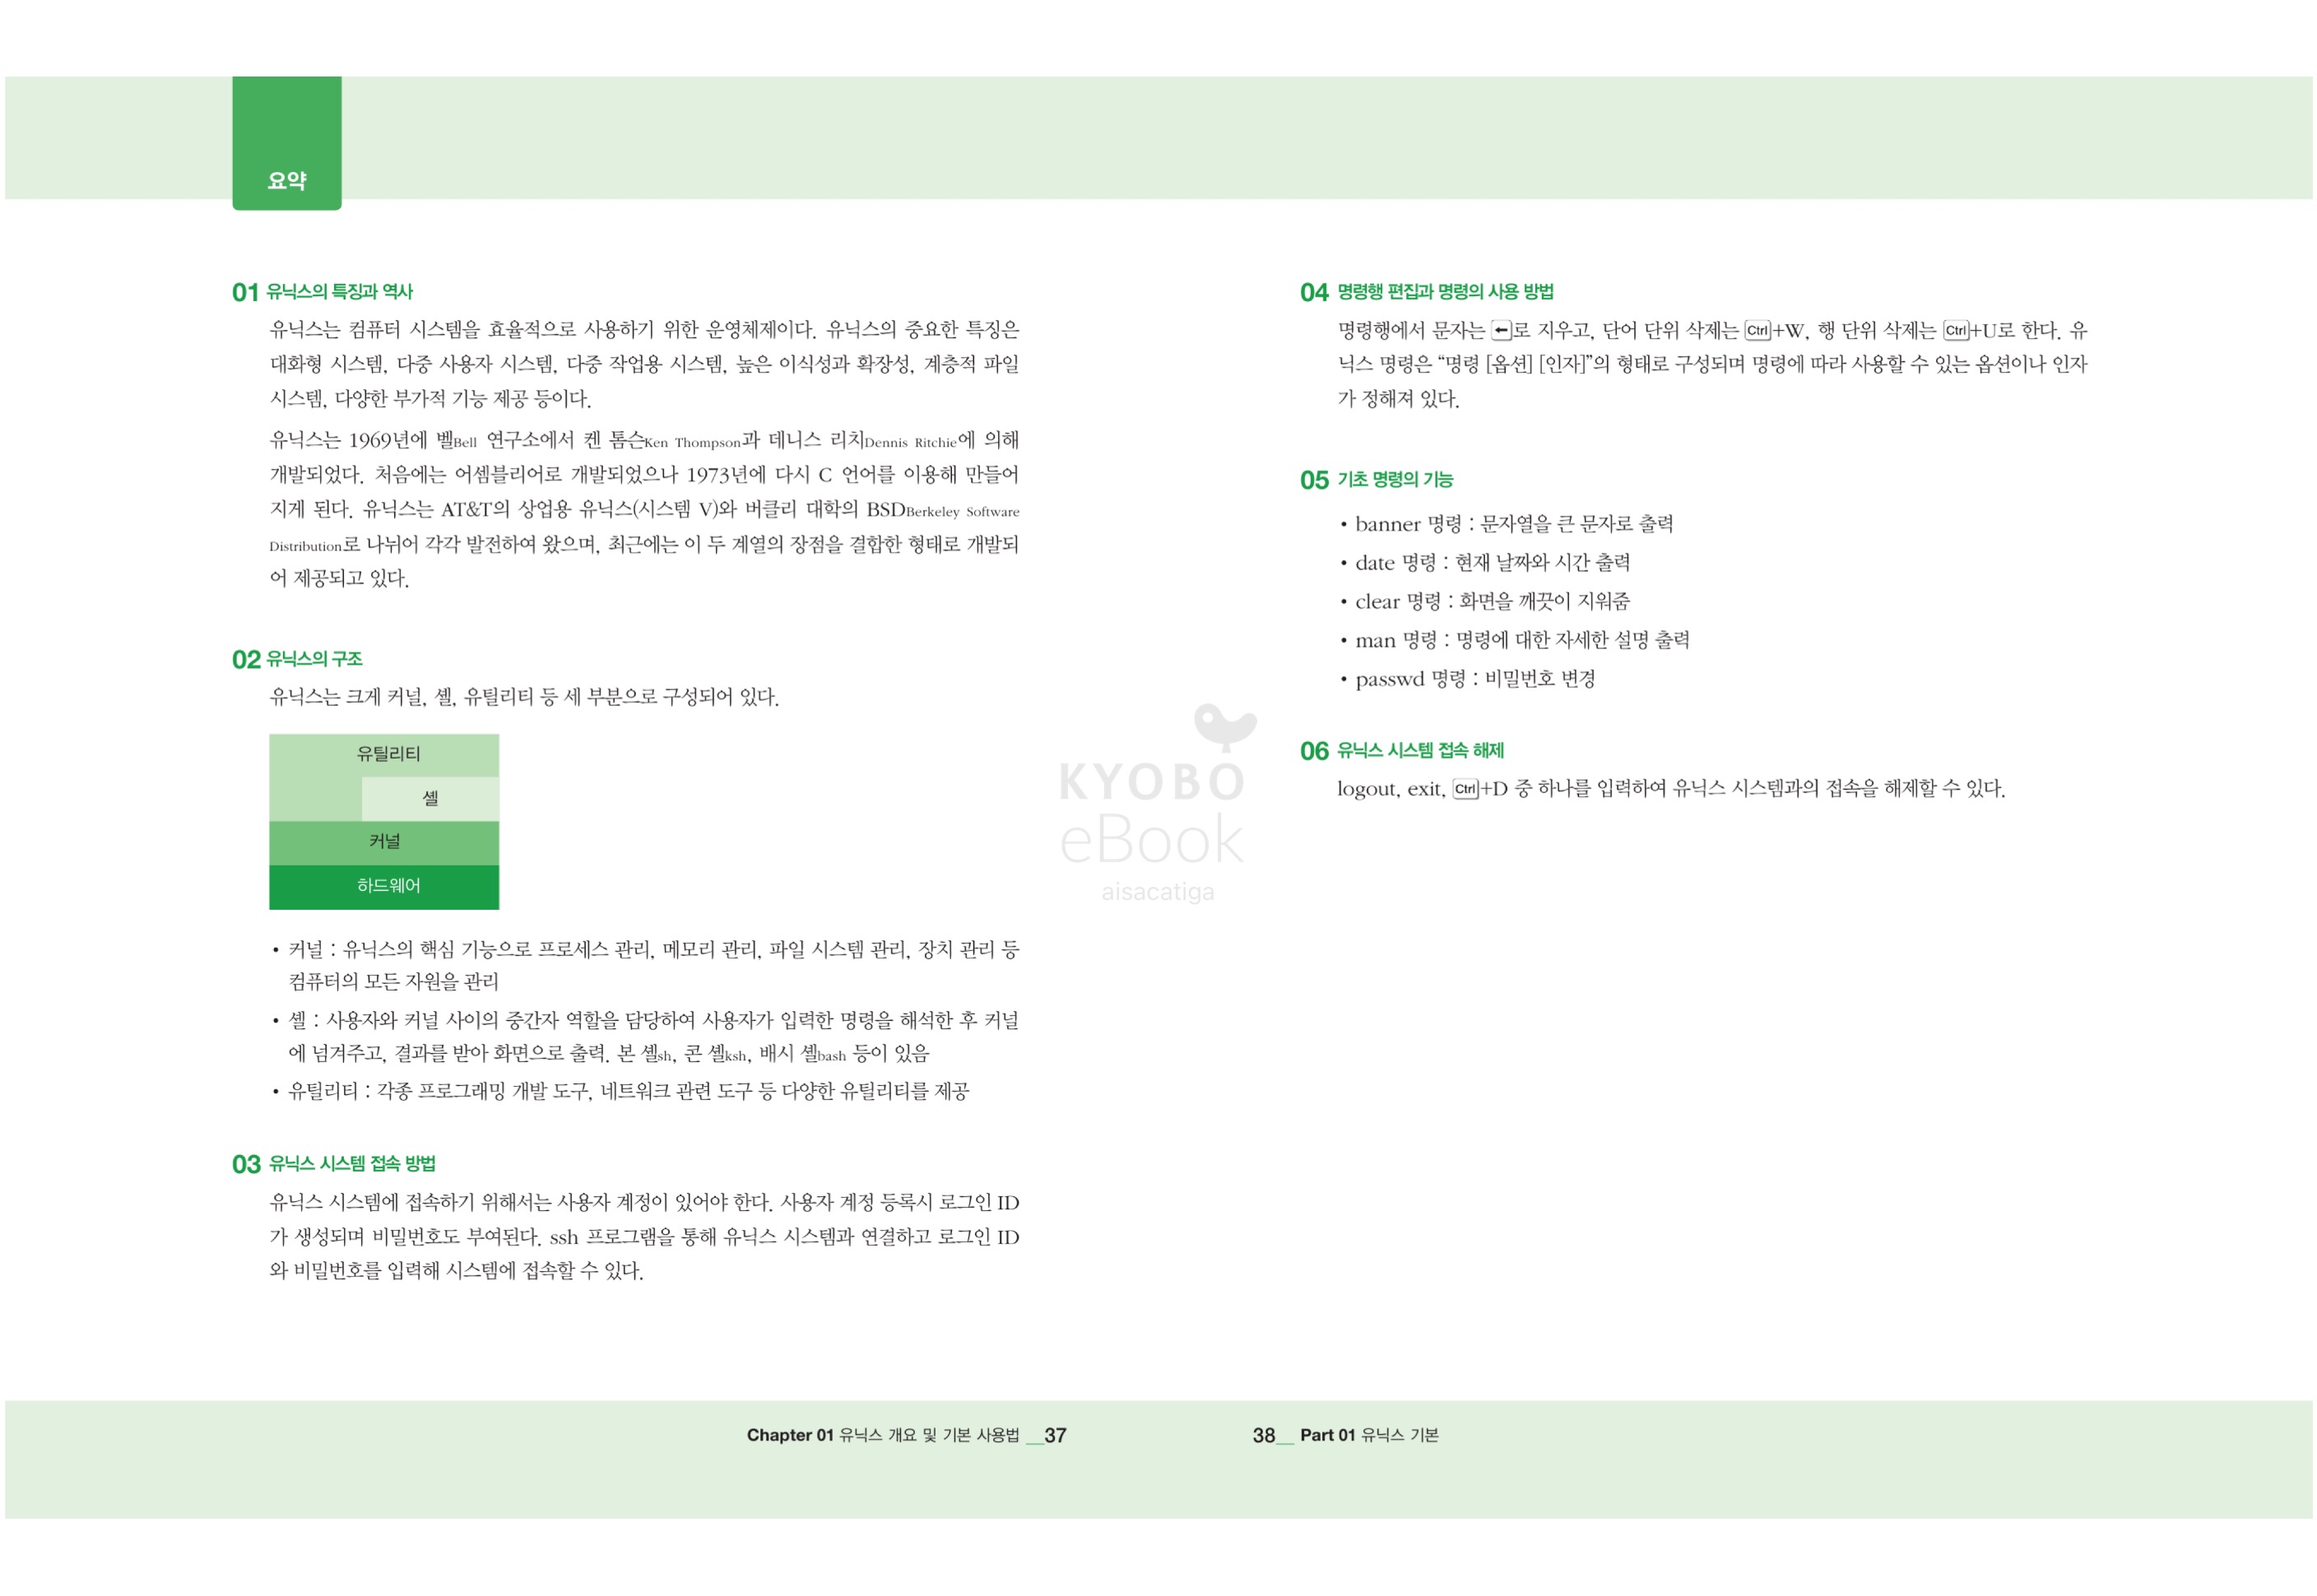 요약
01 유닉스의 특징과 역사
유닉스는 컴퓨터 시스템을 효율적으로 사용하기 위한 운영체제이다. 유닉스의 중요한 특징은
대화형 시스템, 다중 사용자 시스템, 다중 작업용 시스템, 높은 이식성과 확장성, 계층적 파일
시스템, 다양한 부가적 기능 제공 등이다.
유닉스는 1969년에 벨Bell 연구소에서 켄 톰슨Ken Thompson과 데니스 리치Dennis Ritchie에 의해
개발되었다. 처음에는 어셈블리어로 개발되었으나 1973년에 다시 C 언어를 이용해 만들어
지게 된다. 유닉스는 AT&T의 상업용 유닉스(시스템 V)와 버클리 대학의 BSDBerkeley Software
Distribution로 나뉘어 각각 발전하여 왔으며, 최근에는 이 두 계열의 장점을 결합한 형태로 개발되
어 제공되고 있다.
02 유닉스의 구조
유닉스는 크게 커널, 셸, 유틸리티 등 세 부분으로 구성되어 있다.
유틸리티
셸
커널
하드웨어
• 커널 : 유닉스의 핵심 기능으로 프로세스 관리, 메모리 관리, 파일 시스템 관리, 장치 관리 등
컴퓨터의 모든 자원을 관리
• 셸 : 사용자와 커널 사이의 중간자 역할을 담당하여 사용자가 입력한 명령을 해석한 후 커널
에 넘겨주고, 결과를 받아 화면으로 출력. 본 셸sh, 콘 셸ksh, 배시 셸bash 등이 있음
• 유틸리티 : 각종 프로그래밍 개발 도구, 네트워크 관련 도구 등 다양한 유틸리티를 제공
03 유닉스 시스템 접속 방법
유닉스 시스템에 접속하기 위해서는 사용자 계정이 있어야 한다. 사용자 계정 등록시 로그인 ID
가 생성되며 비밀번호도 부여된다. ssh 프로그램을 통해 유닉스 시스템과 연결하고 로그인 ID
와 비밀번호를 입력해 시스템에 접속할 수 있다.
Chapter 01 유닉스 개요 및 기본 사용법 __37
04 명령행 편집과 명령의 사용 방법
명령행에서 문자는 ←로 지우고, 단어 단위 삭제는 Ctrl+W, 행 단위 삭제는 Ctrl+U로 한다. 유
닉스 명령은 “명령 [옵션] [인자]”의 형태로 구성되며 명령에 따라 사용할 수 있는 옵션이나 인자
가 정해져 있다.
05 기초 명령의 기능
• banner 명령 : 문자열을 큰 문자로 출력
• date 명령 : 현재 날짜와 시간 출력
• clear 명령 : 화면을 깨끗이 지워줌
• man 명령 : 명령에 대한 자세한 설명 출력
• passwd 명령 : 비밀번호 변경
06 유닉스 시스템 접속 해제
logout, exit, Ctrl+D 중 하나를 입력하여 유닉스 시스템과의 접속을 해제할 수 있다.
38__ Part 01 유닉스 기본
KYOBO
eBook
aisacatiga